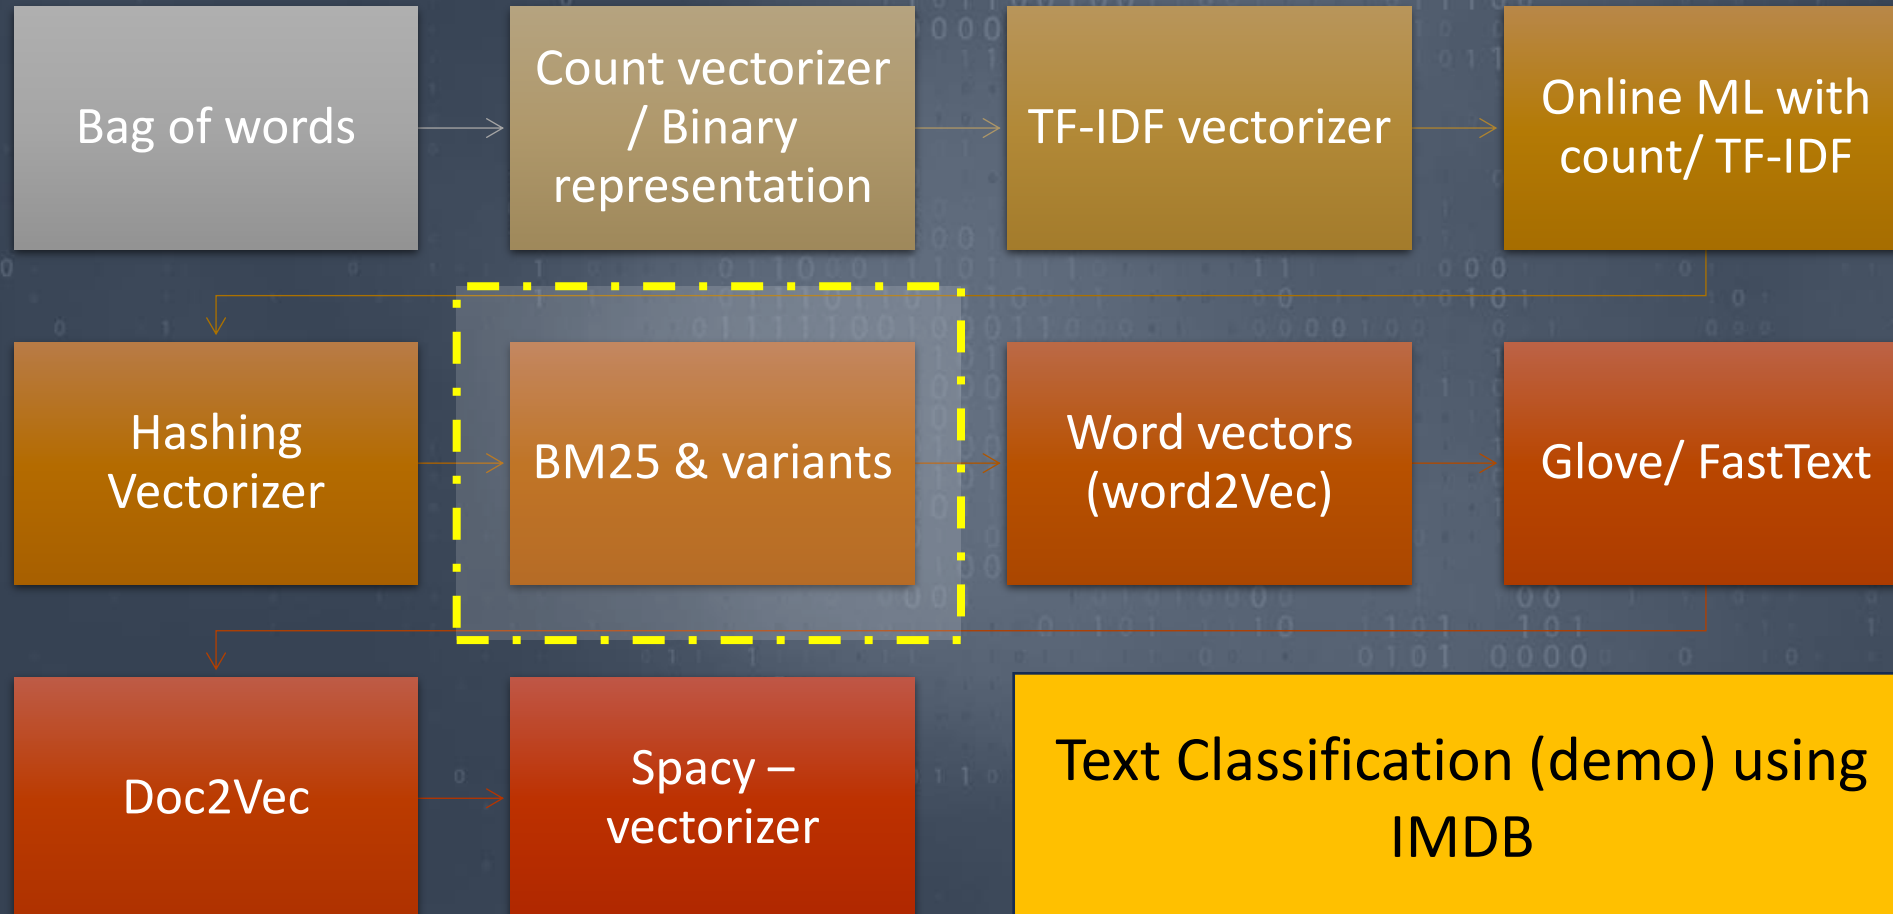 Bag of words
Count vectorizer
/ Binary
representation
TF-IDF vectorizer
Online ML with
count/ TF-IDF
Hashing
Vectorizer
BM25 & variants
Word vectors
(word2Vec)
Glove/ FastText
Doc2Vec
Spacy –
vectorizer
Text Classification (demo) using
IMDB